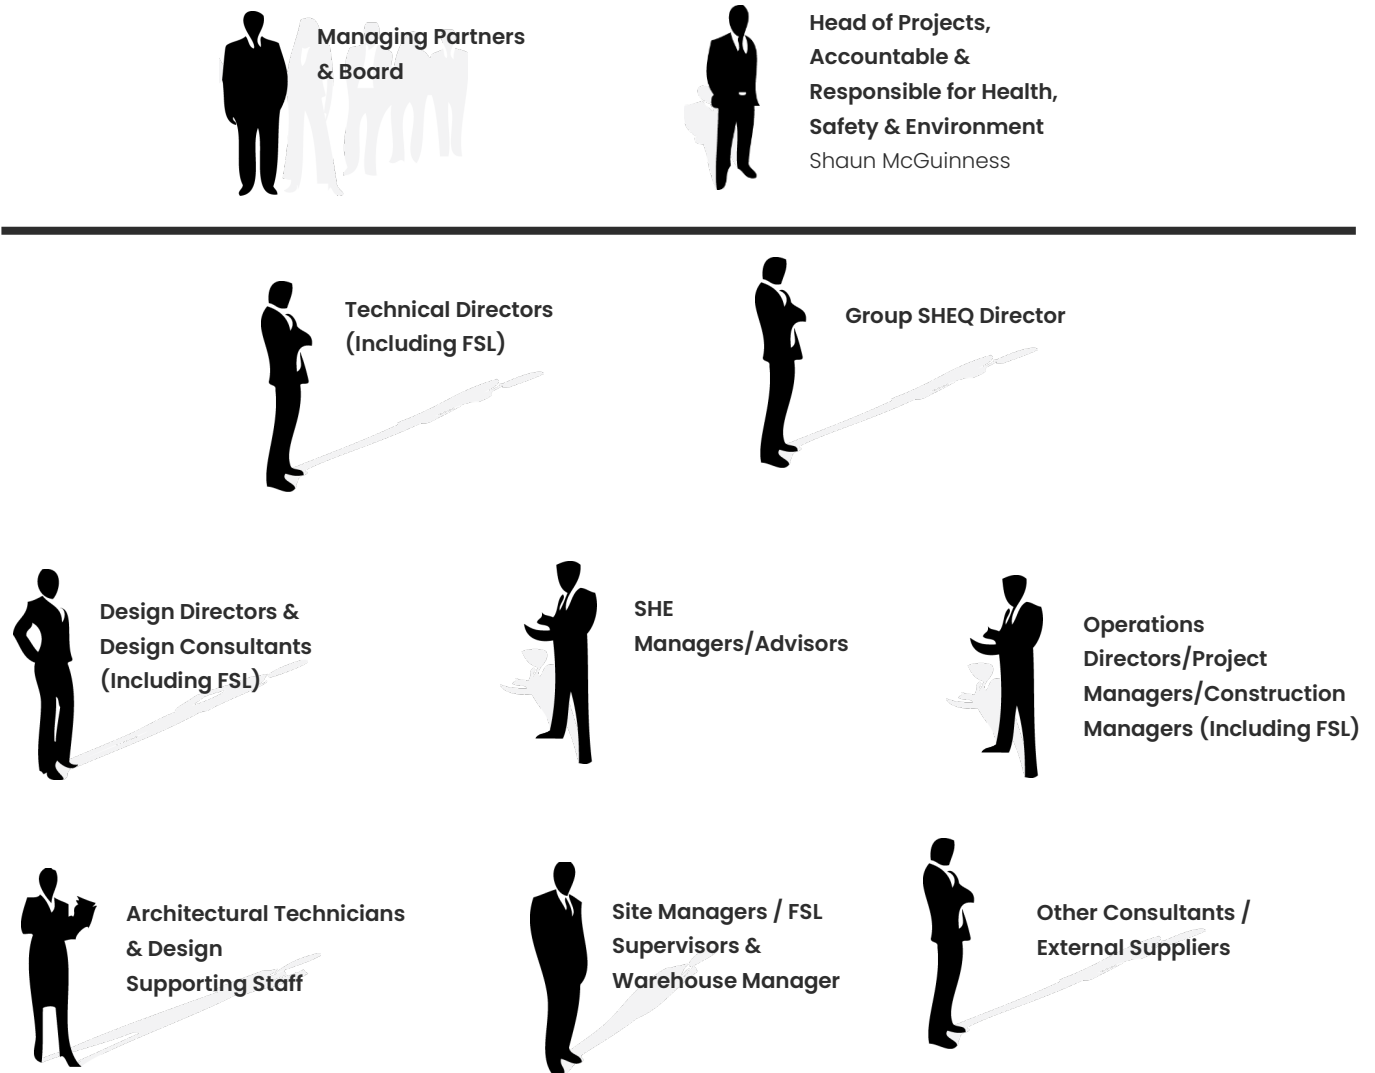 Managing Partners
& Board
Head of Projects,
Accountable &
Responsible for Health,
Safety & Environment
Shaun McGuinness
Technical Directors
(Including FSL)
Group SHEQ Director
Design Directors &
Design Consultants
(Including FSL)
SHE
Managers/Advisors
Operations
Directors/Project
Managers/Construction
Managers (Including FSL)
Architectural Technicians
& Design
Supporting Staff
Site Managers / FSL
Supervisors &
Warehouse Manager
Other Consultants /
External Suppliers